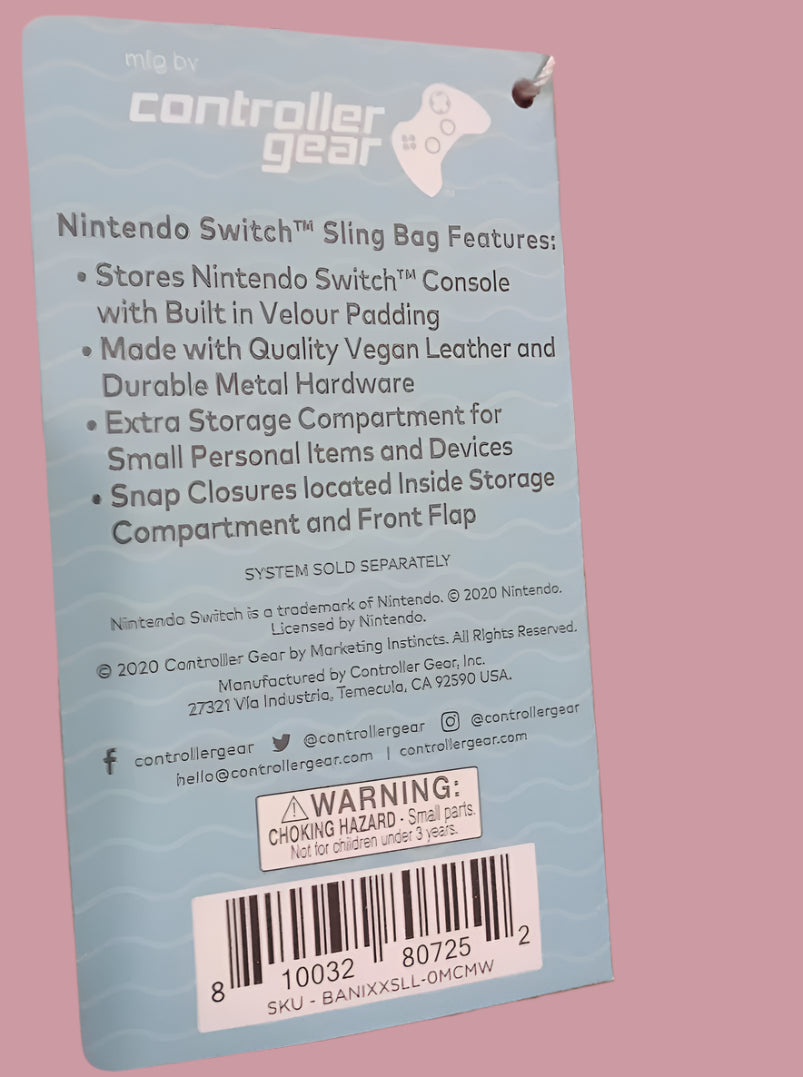 mfg by
controller
gear
™
Nintendo Switch™ Sling Bag Features:
• Stores Nintendo Switch™ Console
with Built in Velour Padding
• Made with Quality Vegan Leather and
Durable Metal Hardware
• Extra Storage Compartment for
Small Personal Items and Devices
• Snap Closures located Inside Storage
Compartment and Front Flap
SYSTEM SOLD SEPARATELY
Nintendo Switch is a trademark of Nintendo. © 2020 Nintendo.
Licensed by Nintendo.
© 2020 Controller Gear by Marketing Instincts. All Rights Reserved.
Manufactured by Controller Gear, Inc.
27321 Via Industria, Temecula, CA 92590 USA.
controllergear @controllergear @controllergear
hello@controllergear.com | controllergear.com
WARNING:
CHOKING HAZARD - Small parts.
Not for children under 3 years.
8 10032 80725 2
SKU - BANIXXSLL-0MCMW